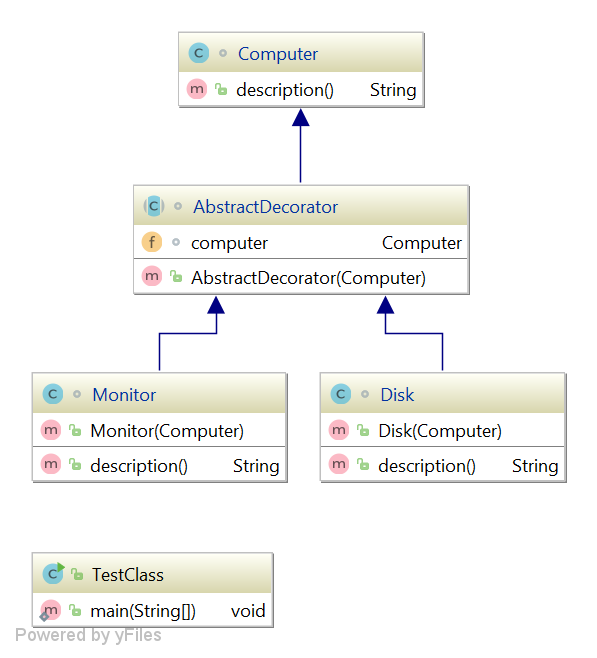 Computer
description() String
AbstractDecorator
computer Computer
AbstractDecorator(Computer)
Monitor
Monitor(Computer)
description() String
Disk
Disk(Computer)
description() String
TestClass
main(String[]) void
Powered by yFiles